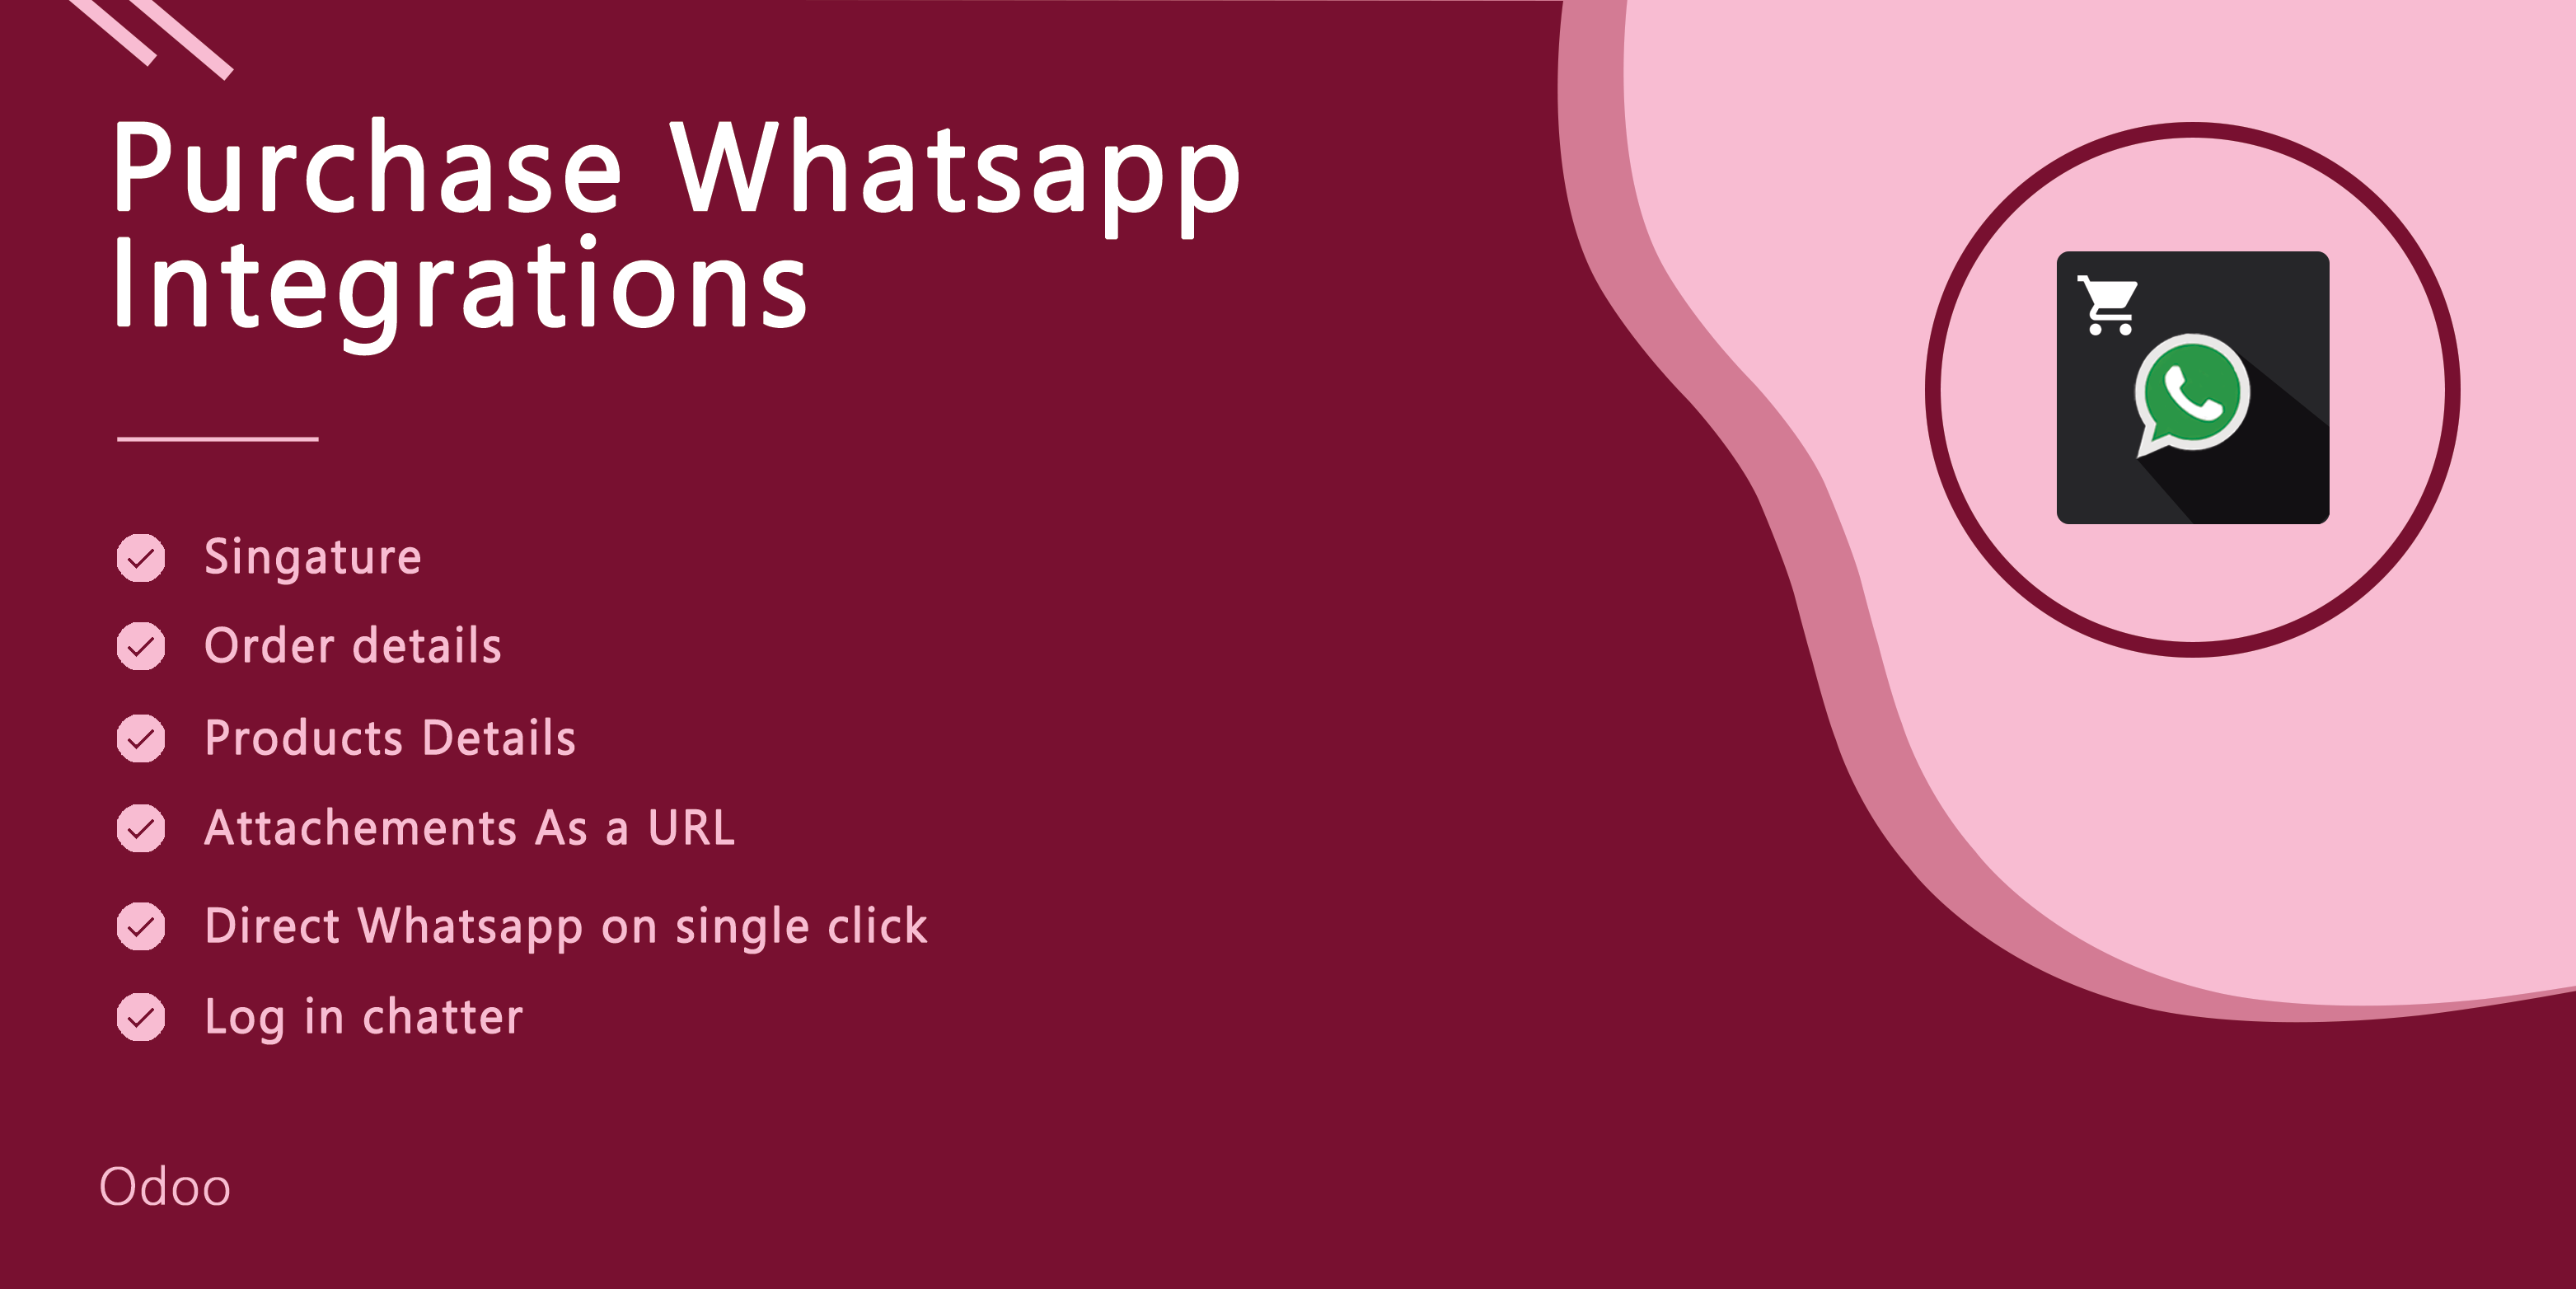 Purchase Whatsapp
Integrations
Singature
Order details
Products Details
Attachements As a URL
Direct Whatsapp on single click
Log in chatter
Odoo